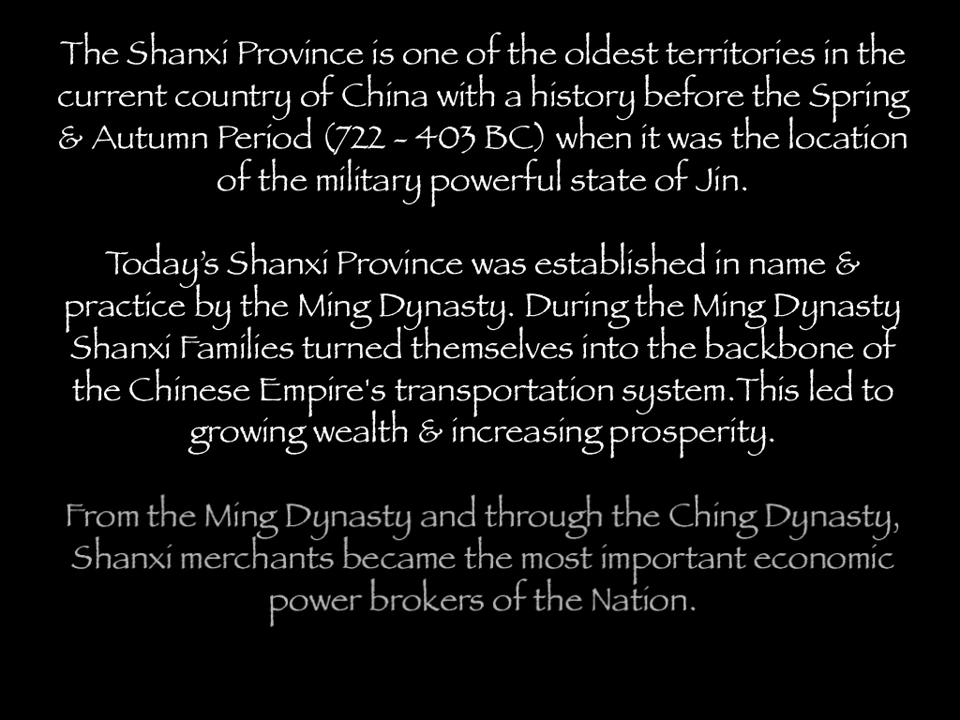 The Shanxi Province is one of the oldest territories in the
current country of China with a history before the Spring
& Autumn Period (722 - 403 BC) when it was the location
of the military powerful state of Jin.
Today's Shanxi Province was established in name &
practice by the Ming Dynasty. During the Ming Dynasty
Shanxi Families turned themselves into the backbone of
the Chinese Empire's transportation system.This led to
growing wealth & increasing prosperity.
From the Ming Dynasty and through the Ching Dynasty,
Shanxi merchants became the most important economic
power brokers of the Nation.